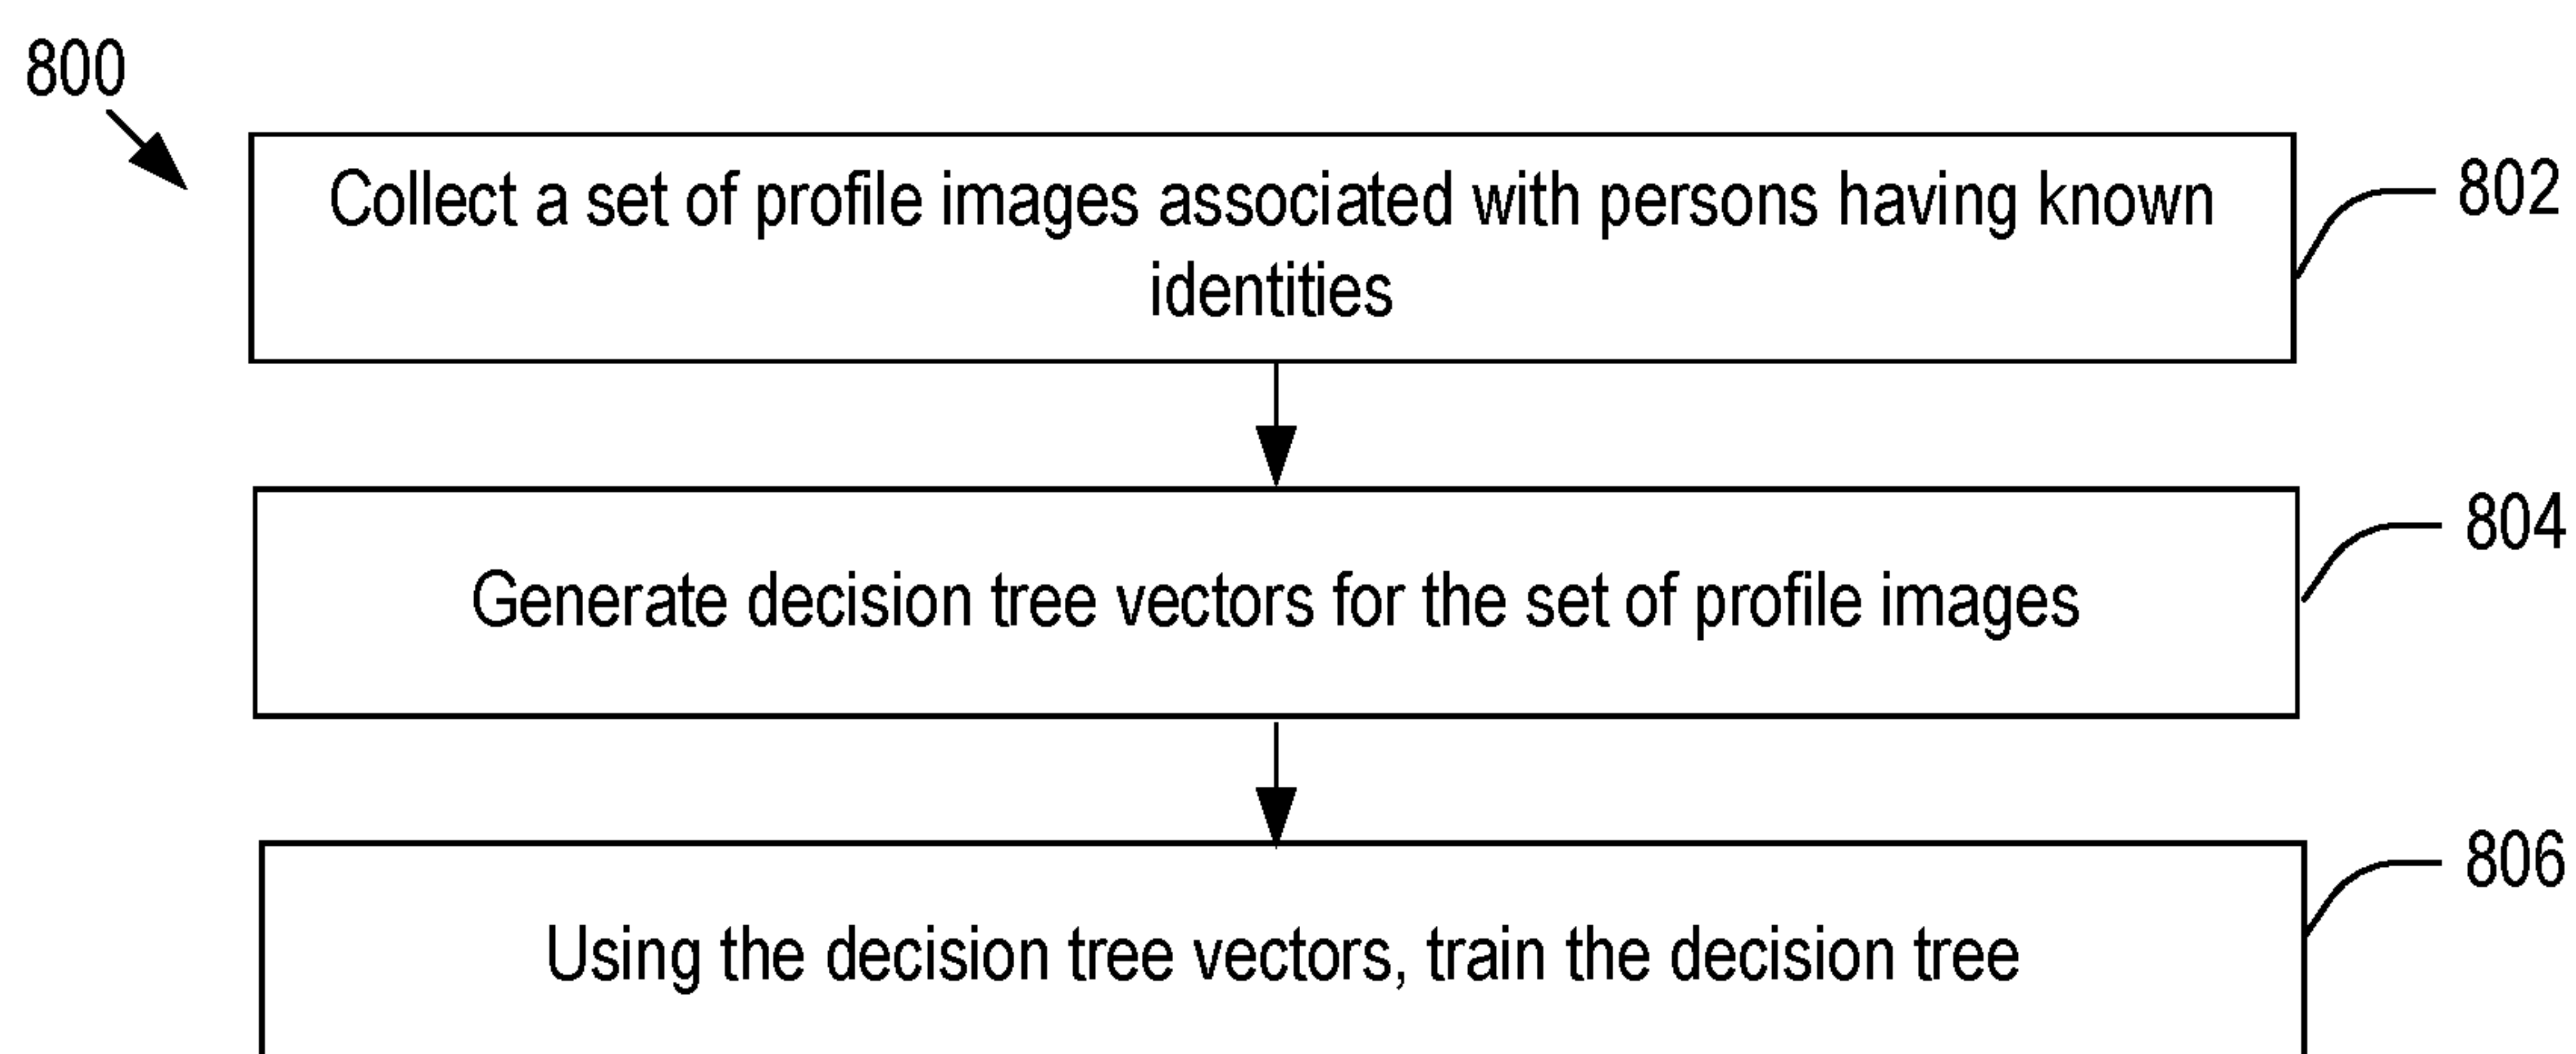 800
Collect a set of profile images associated with persons having known
identities
802
Generate decision tree vectors for the set of profile images
804
Using the decision tree vectors, train the decision tree
806